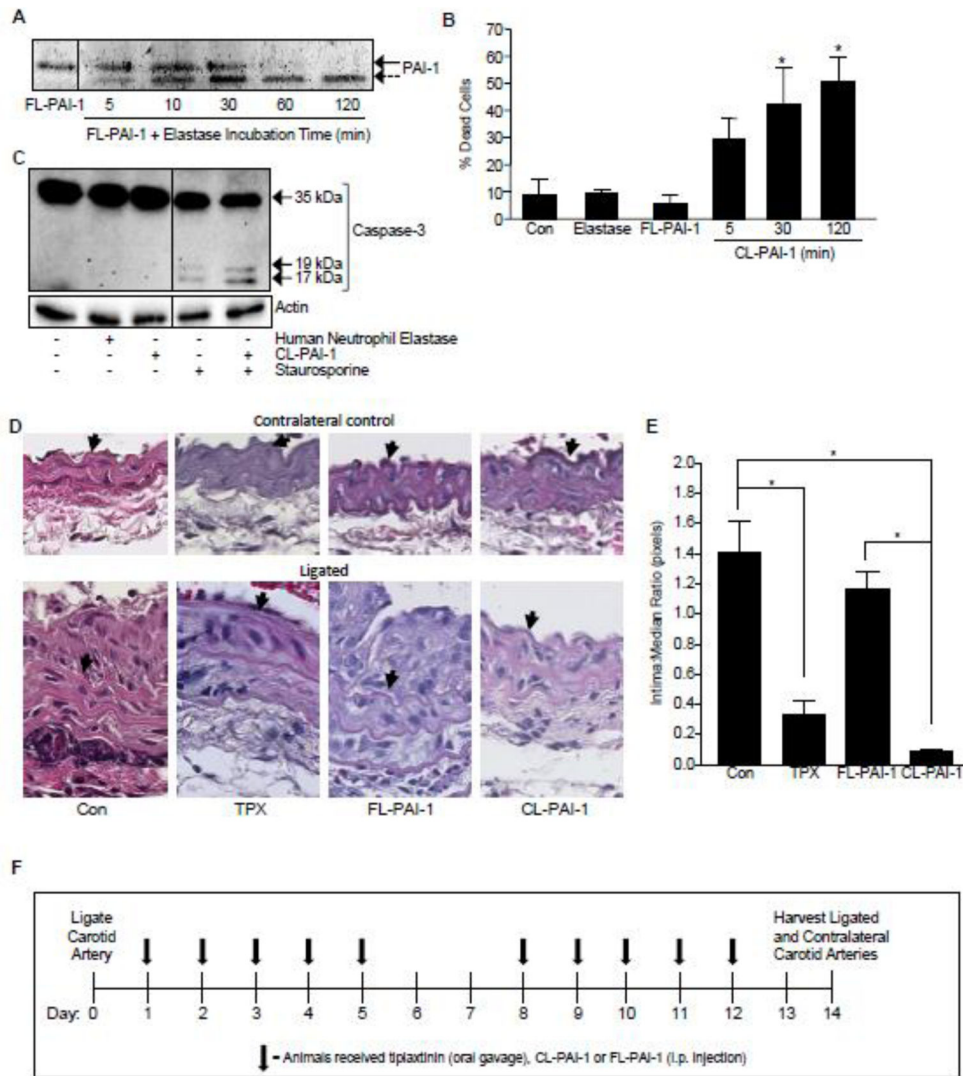 A
PAI-1
FL-PAI-1 5 10 30 60 120
FL-PAI-1 + Elastase Incubation Time (min)
B
% Dead Cells
70
60
50
40
30
20
10
0
* *
Con Elastase FL-PAI-1 5 30 120
CL-PAI-1 (min)
C
35 kDa
Caspase-3
19 kDa
17 kDa
Actin
- + - - - Human Neutrophil Elastase
- - + - + CL-PAI-1
- - - + + Staurosporine
D
Contralateral control
Ligated
Con TPX FL-PAI-1 CL-PAI-1
E
Intima:Median Ratio (pixels)
2.0
1.8
1.6
1.4
1.2
1.0
0.8
0.6
0.4
0.2
0.0
*
*
*
Con TPX FL-PAI-1 CL-PAI-1
F
Ligate
Carotid
Artery
Harvest Ligated
and Contralateral
Carotid Arteries
Day: 0 1 2 3 4 5 6 7 8 9 10 11 12 13 14
- Animals received tiplaxtinin (oral gavage), CL-PAI-1 or FL-PAI-1 (i.p. injection)